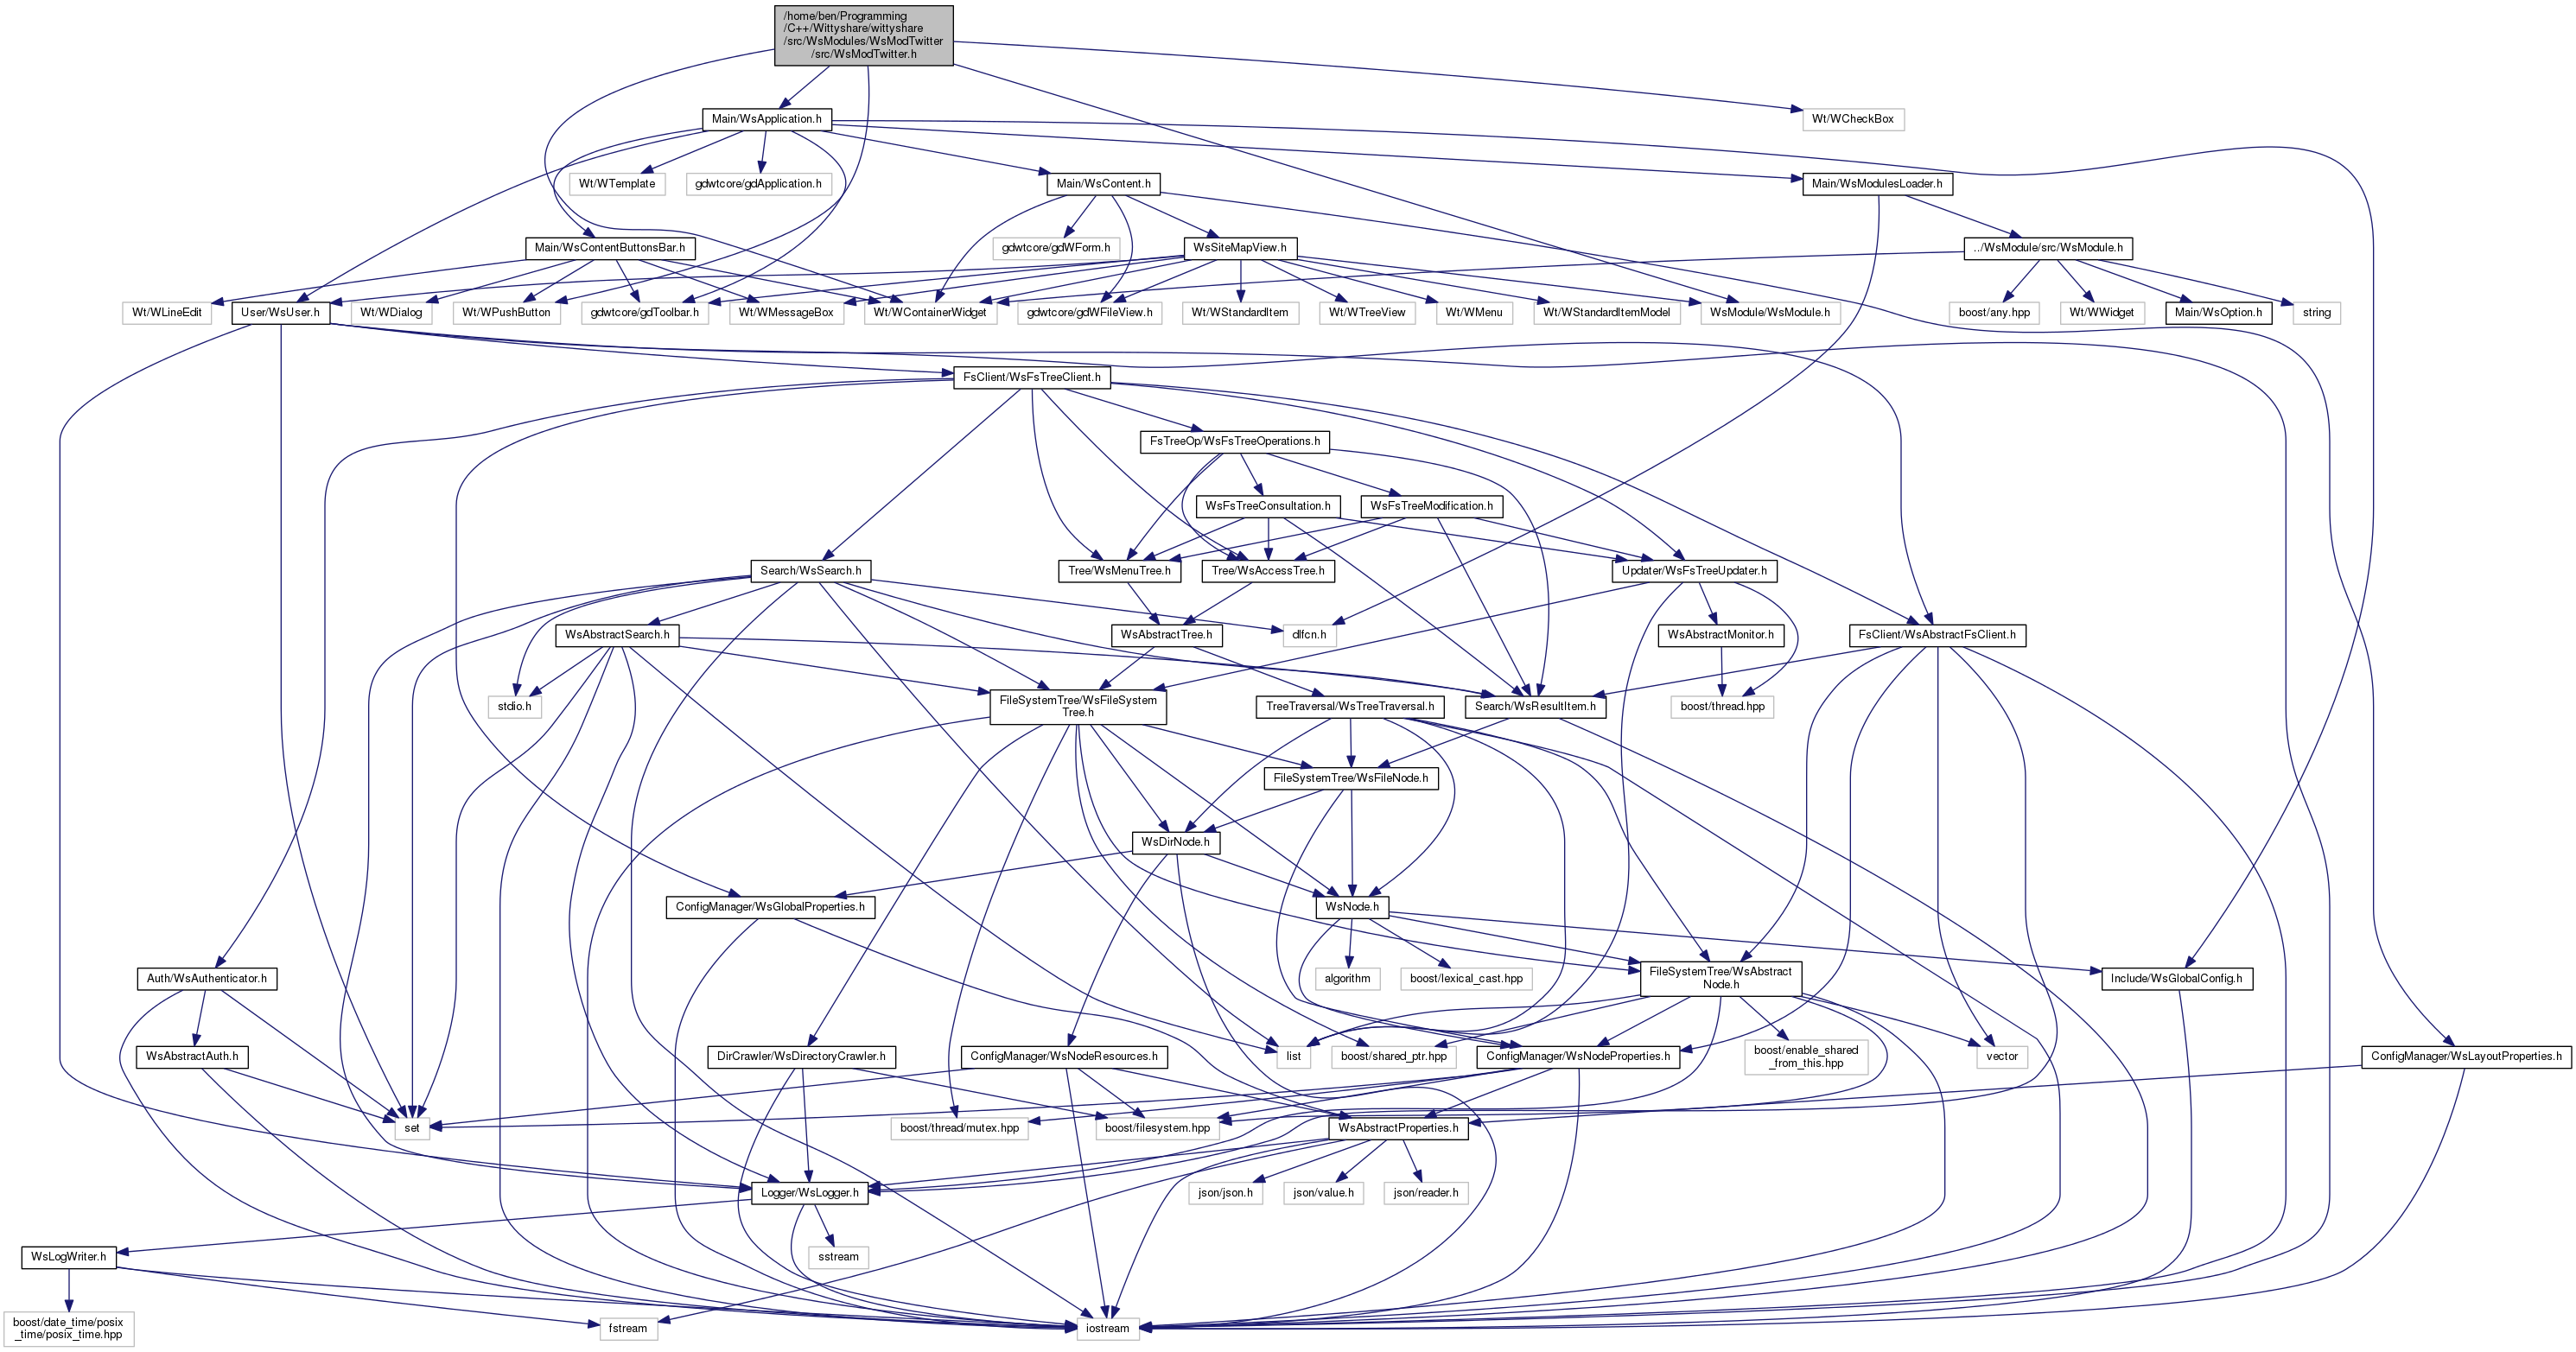 /home/ben/Programming
/C++/Wittyshare/wittyshare
/src/WsModules/WsModTwitter
/src/WsModTwitter.h
Main/WsApplication.h
Wt/WCheckBox
Wt/WTemplate
gdwtcore/gdApplication.h
Main/WsContent.h
Main/WsModulesLoader.h
Main/WsContentButtonsBar.h
gdwtcore/gdWForm.h
WsSiteMapView.h
../WsModule/src/WsModule.h
Wt/WLineEdit
User/WsUser.h
Wt/WDialog
Wt/WPushButton
gdwtcore/gdToolbar.h
Wt/WMessageBox
Wt/WContainerWidget
gdwtcore/gdWFileView.h
Wt/WStandardItem
Wt/WTreeView
Wt/WMenu
Wt/WStandardItemModel
WsModule/WsModule.h
boost/any.hpp
Wt/WWidget
Main/WsOption.h
string
FsClient/WsFsTreeClient.h
FsTreeOp/WsFsTreeOperations.h
WsFsTreeConsultation.h
WsFsTreeModification.h
Search/WsSearch.h
Tree/WsMenuTree.h
Tree/WsAccessTree.h
Updater/WsFsTreeUpdater.h
WsAbstractSearch.h
dlfcn.h
WsAbstractTree.h
WsAbstractMonitor.h
FsClient/WsAbstractFsClient.h
stdio.h
FileSystemTree/WsFileSystem
Tree.h
TreeTraversal/WsTreeTraversal.h
Search/WsResultItem.h
boost/thread.hpp
FileSystemTree/WsFileNode.h
WsDirNode.h
ConfigManager/WsGlobalProperties.h
WsNode.h
Auth/WsAuthenticator.h
algorithm
boost/lexical_cast.hpp
FileSystemTree/WsAbstract
Node.h
Include/WsGlobalConfig.h
WsAbstractAuth.h
DirCrawler/WsDirectoryCrawler.h
ConfigManager/WsNodeResources.h
list
boost/shared_ptr.hpp
ConfigManager/WsNodeProperties.h
boost/enable_shared
_from_this.hpp
vector
ConfigManager/WsLayoutProperties.h
set
boost/thread/mutex.hpp
boost/filesystem.hpp
WsAbstractProperties.h
Logger/WsLogger.h
json/json.h
json/value.h
json/reader.h
WsLogWriter.h
sstream
boost/date_time/posix
_time/posix_time.hpp
fstream
iostream